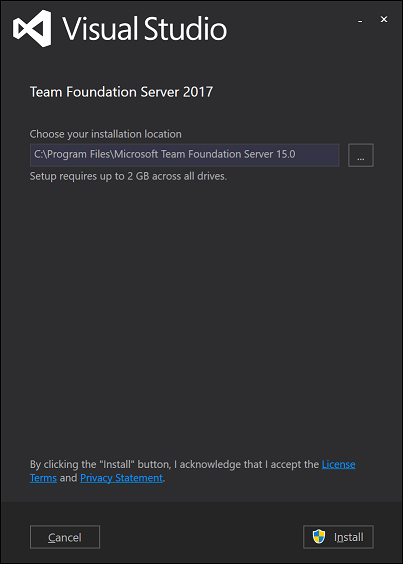 Visual Studio
Team Foundation Server 2017
Choose your installation location
C:\Program Files\Microsoft Team Foundation Server 15.0
...
Setup requires up to 2 GB across all drives.
By clicking the "Install" button, I acknowledge that I accept the License
Terms and Privacy Statement.
Cancel
Install